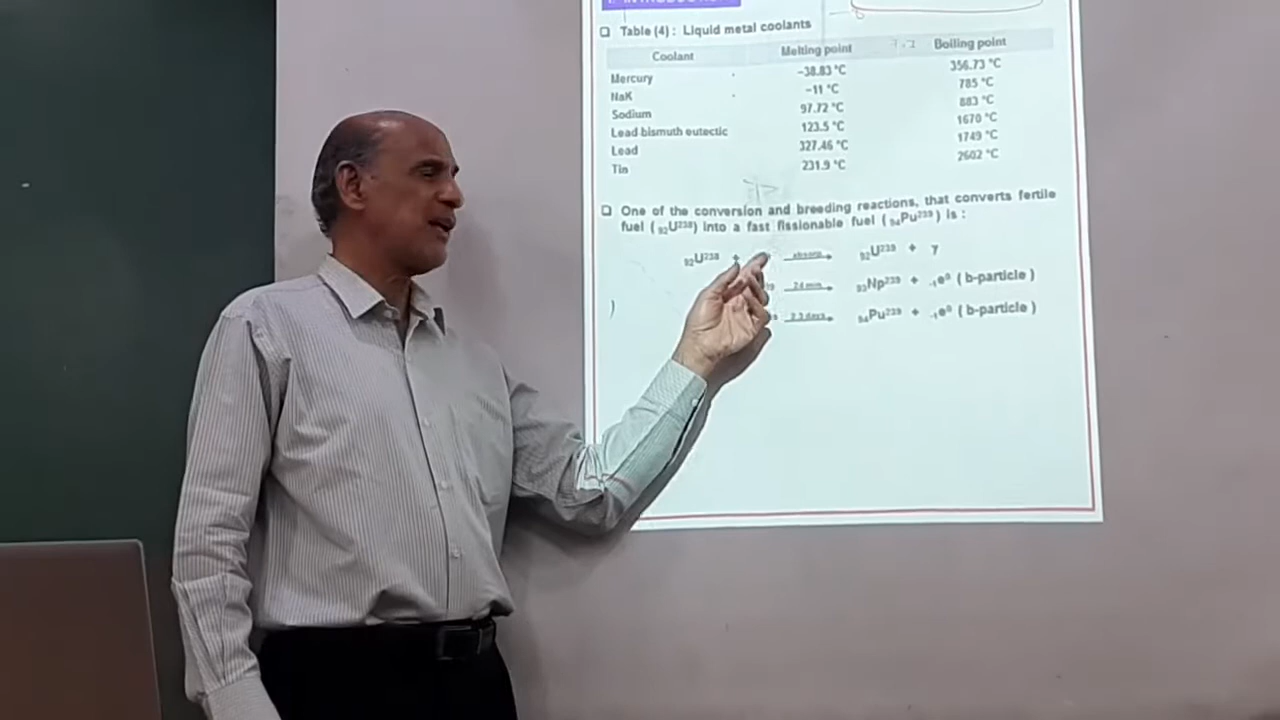 1. INTRODUCTION
❑ Table (4) : Liquid metal coolants
Coolant Melting point Boiling point
Mercury -38.83 °C 356.73 °C
NaK -11 °C 785 °C
Sodium 97.72 °C 883 °C
Lead-bismuth eutectic 123.5 °C 1670 °C
Lead 327.46 °C 1749 °C
Tin 231.9 °C 2602 °C
❑ One of the conversion and breeding reactions, that converts fertile
fuel ( ₉₂U²³⁸) into a fast fissionable fuel ( ₉₄Pu²³⁹ ) is :
₉₂U²³⁸ + ₉₂U²³⁹ + γ
24 min ₉₃Np²³⁹ + ₋₁e⁰ ( b-particle )
₉₄Pu²³⁹ + ₋₁e⁰ ( b-particle )